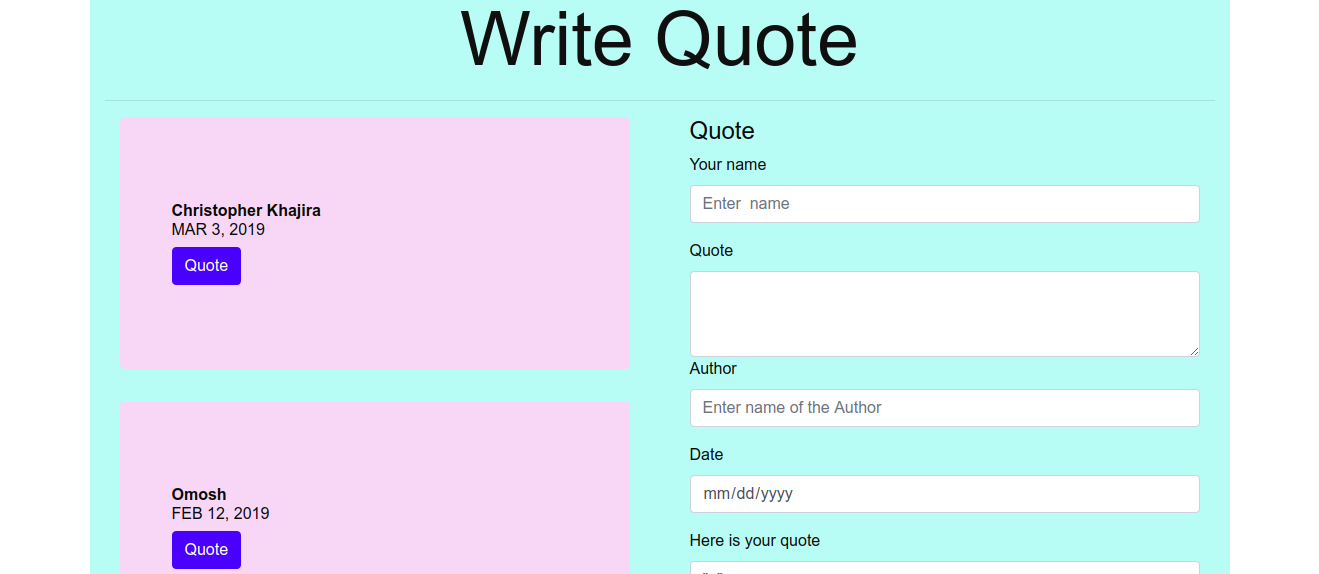 Write Quote
Christopher Khajira
MAR 3, 2019
Quote
Omosh
FEB 12, 2019
Quote
Quote
Your name
Enter  name
Quote
Author
Enter name of the Author
Date
mm/dd/yyyy
Here is your quote